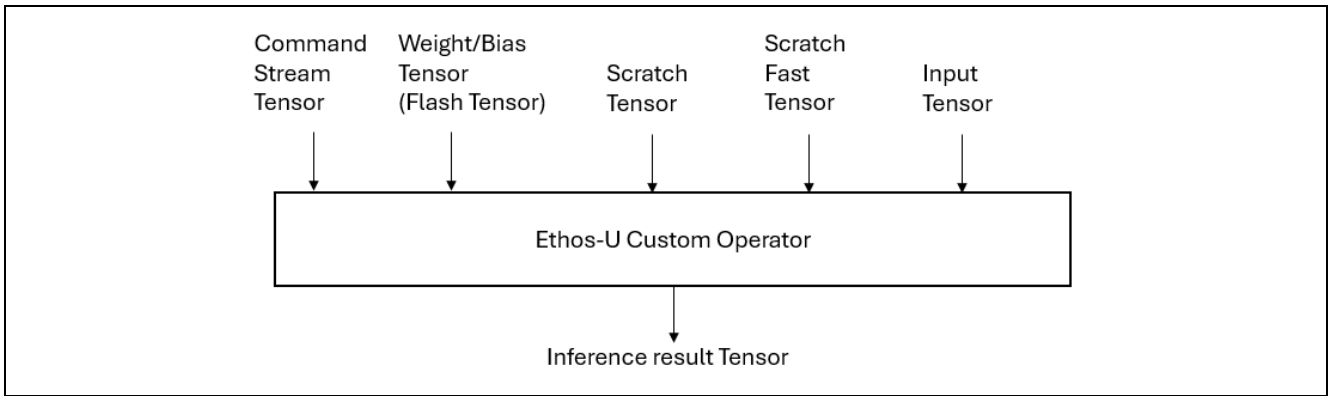 Command
Stream
Tensor
Weight/Bias
Tensor
(Flash Tensor)
Scratch
Tensor
Scratch
Fast
Tensor
Input
Tensor
Ethos-U Custom Operator
Inference result Tensor